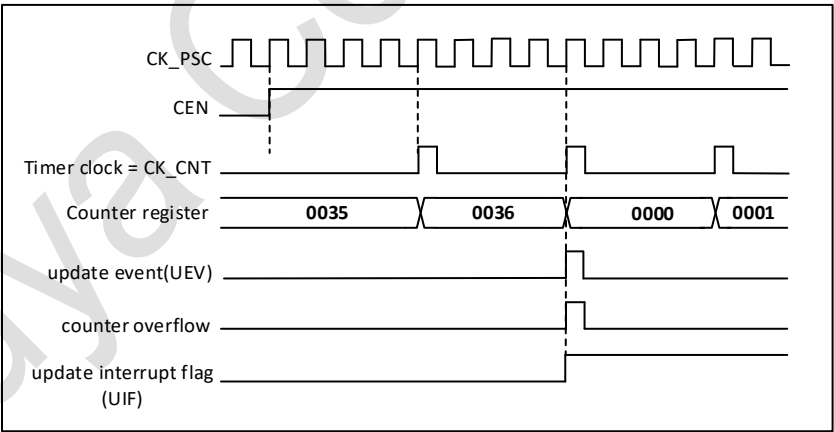 CK_PSC
CEN
Timer clock = CK_CNT
Counter register 0035 0036 0000 0001
update event(UEV)
counter overflow
update interrupt flag
(UIF)